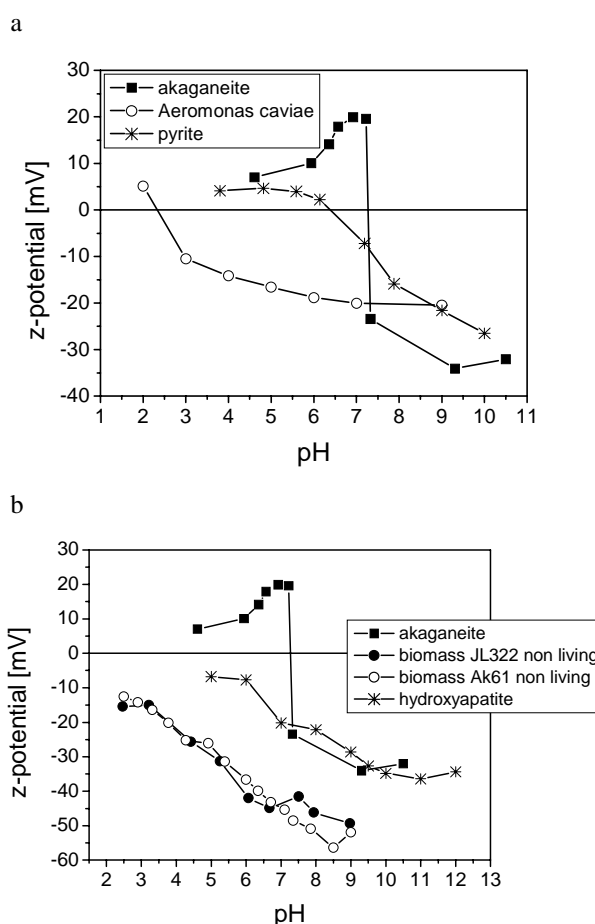 a
30
20
10
0
-10
-20
-30
-40
z-potential [mV]
akaganeite
Aeromonas caviae
pyrite
1 2 3 4 5 6 7 8 9 10 11
pH
b
30
20
10
0
-10
-20
-30
-40
-50
-60
z-potential [mV]
akaganeite
biomass JL322 non living
biomass Ak61 non living
hydroxyapatite
2 3 4 5 6 7 8 9 10 11 12 13
pH